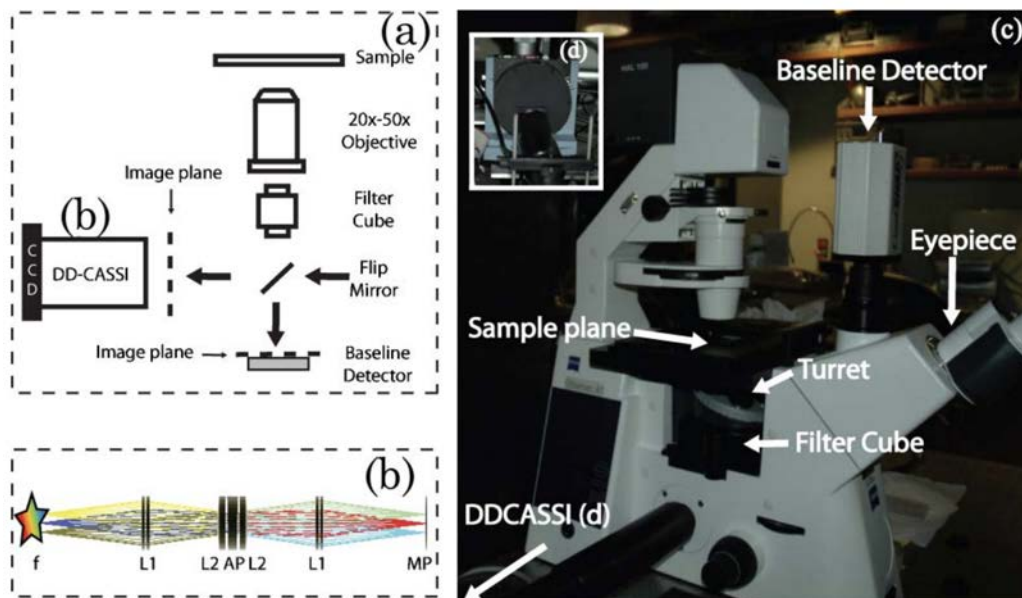 (a)
Sample
20x-50x
Objective
Image plane
Filter
Cube
(b)
CCD
DD-CASSI
Flip
Mirror
Image plane
Baseline
Detector
(b)
f
L1
L2 AP L2
L1
MP
(c)
(d)
Baseline Detector
Eyepiece
Sample plane
Turret
Filter Cube
DDCASSI (d)